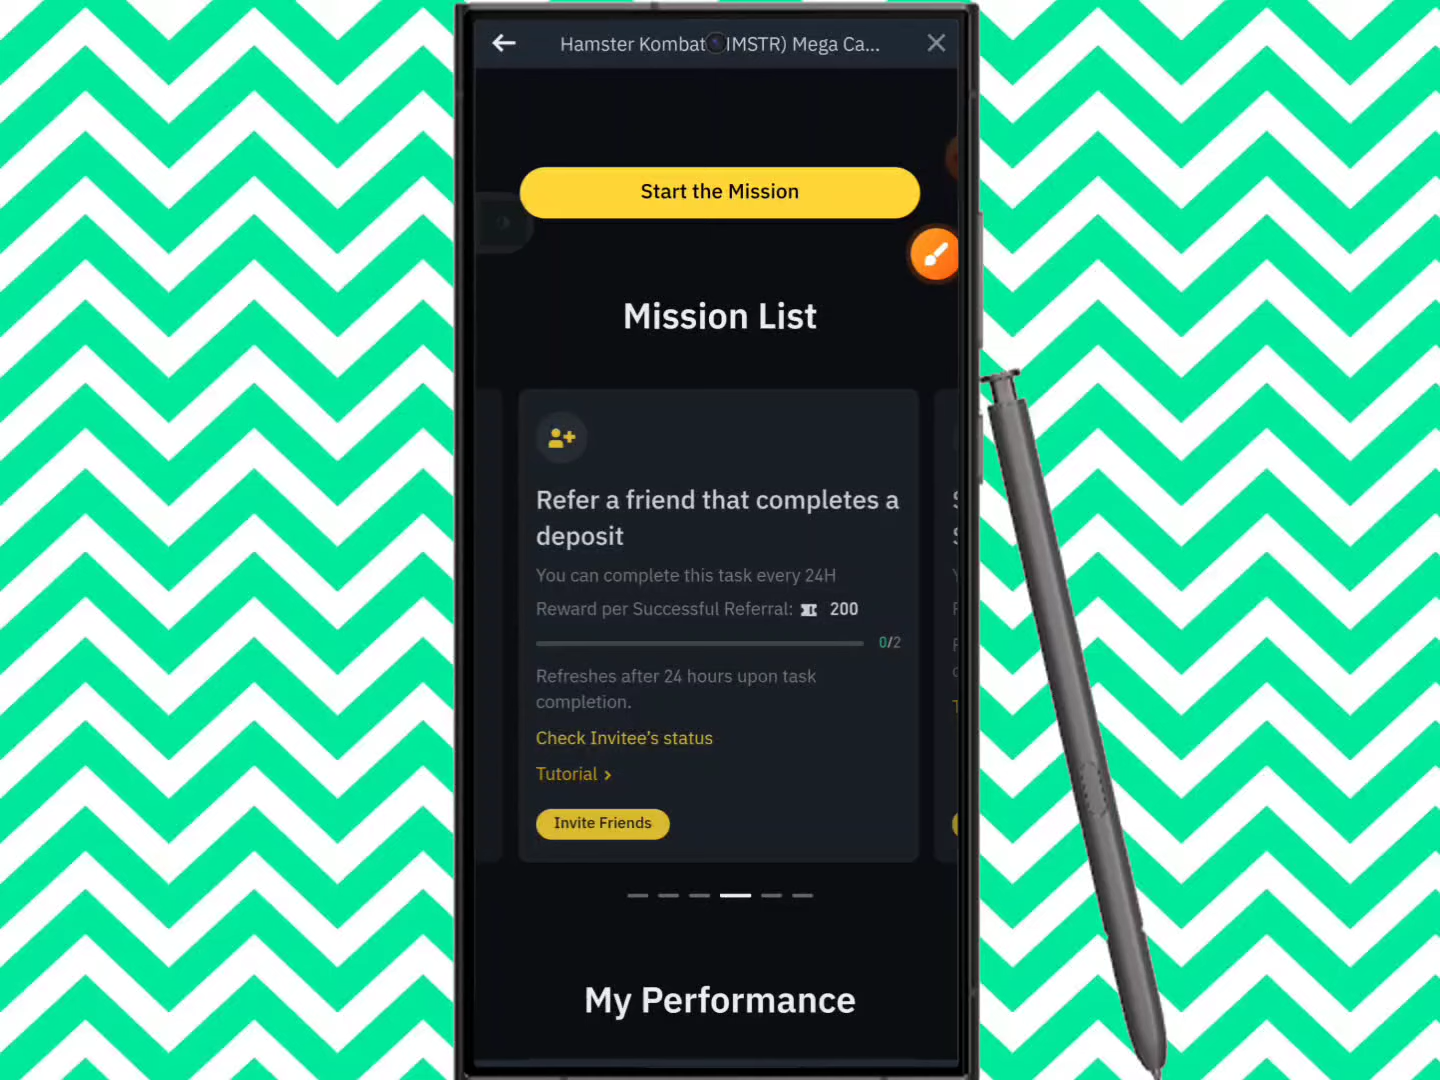 Hamster Kombat (HMSTR) Mega Ca...
Start the Mission
Mission List
Refer a friend that completes a
deposit
You can complete this task every 24H
Reward per Successful Referral: 200
0/2
Refreshes after 24 hours upon task
completion.
Check Invitee's status
Tutorial >
Invite Friends
My Performance